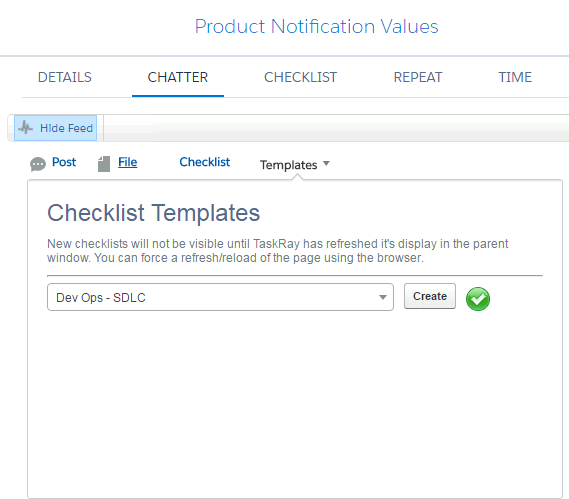 Product Notification Values
DETAILS CHATTER CHECKLIST REPEAT TIME
Hide Feed
Post File Checklist Templates
Checklist Templates
New checklists will not be visible until TaskRay has refreshed it's display in the parent
window. You can force a refresh/reload of the page using the browser.
Dev Ops - SDLC Create